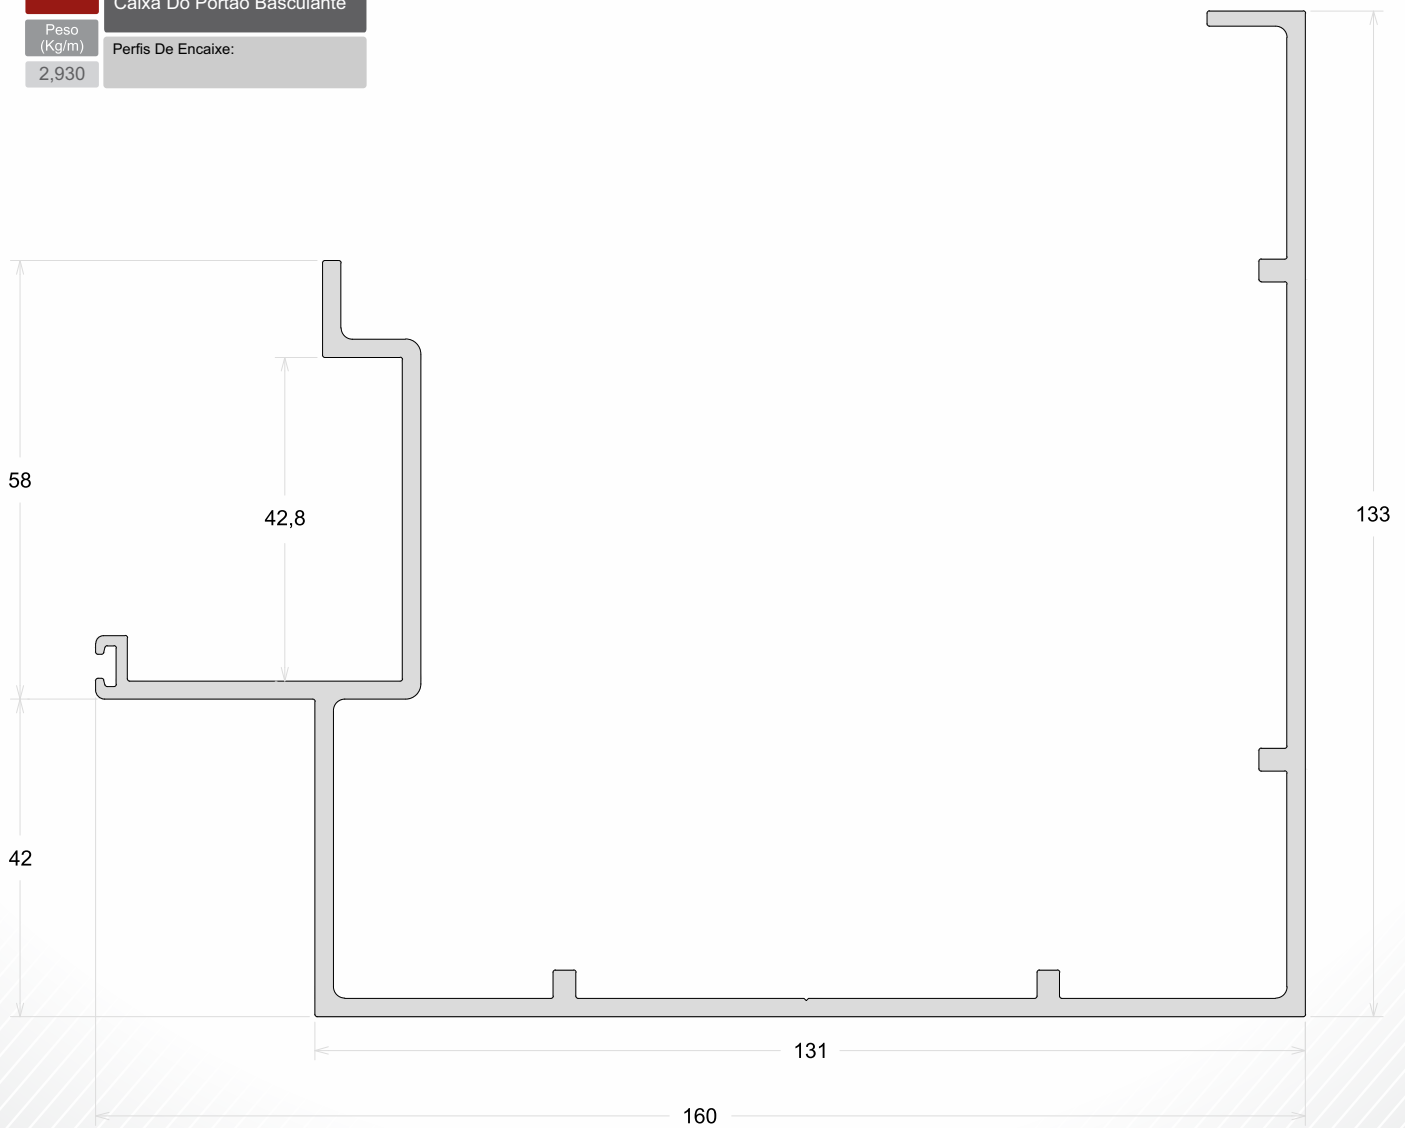 Caixa Do Portão Basculante
Peso
(Kg/m)
Perfis De Encaixe:
2,930
58
42,8
133
42
131
160